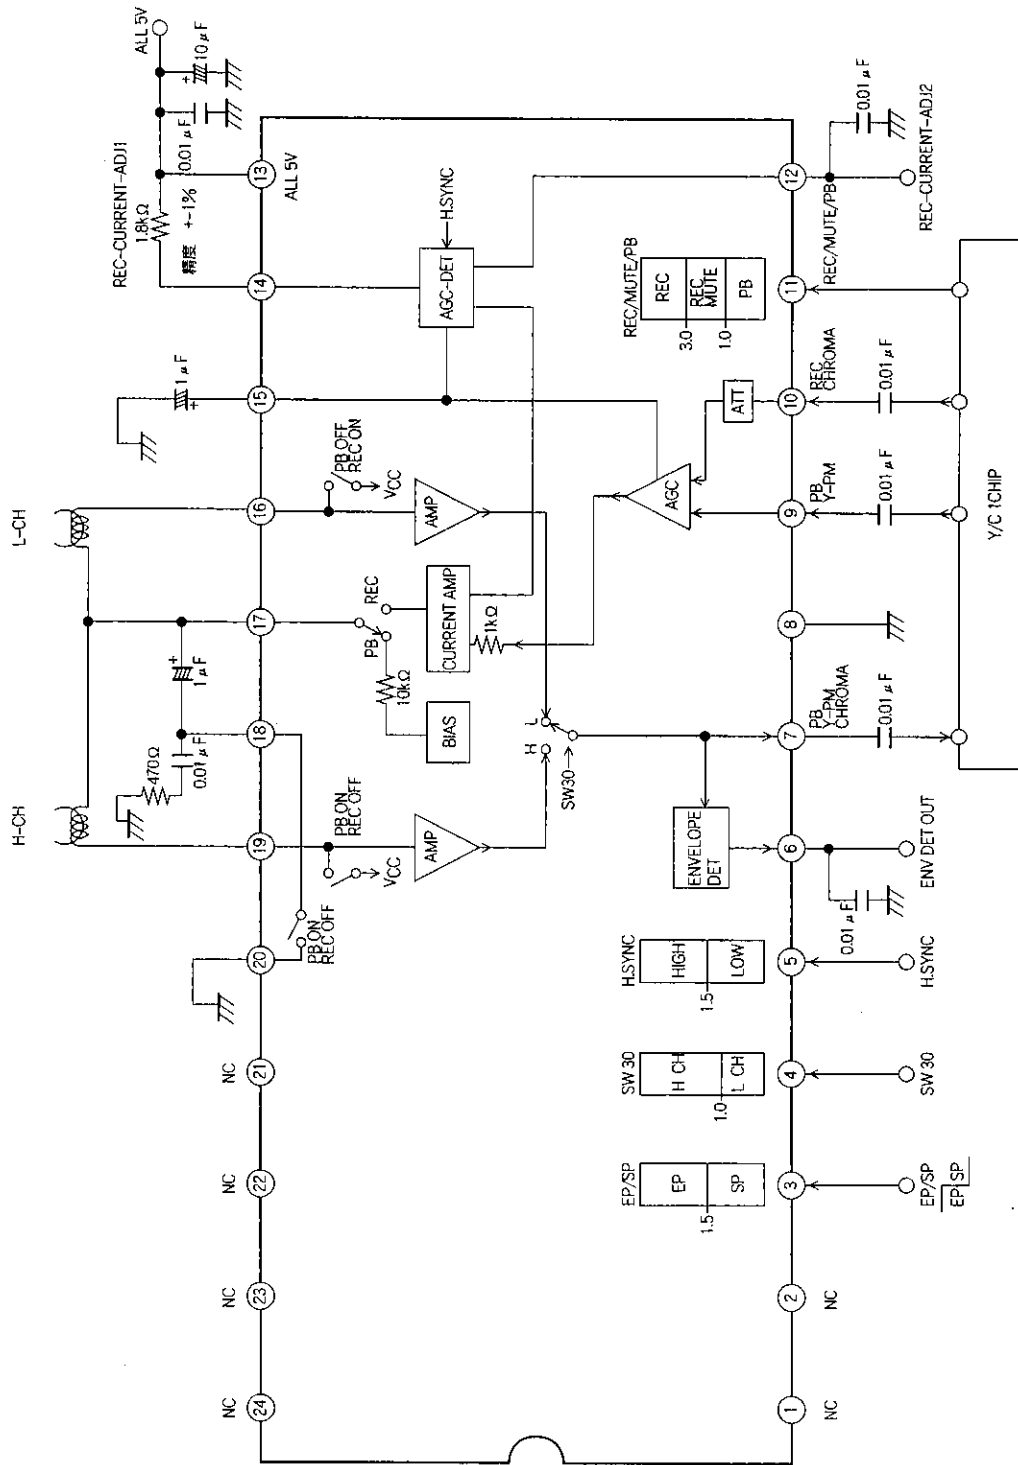 L-CH
H-CH
REC-CURRENT-ADJ1
1.8kΩ
精度 +-1%
ALL 5V
10μF
+
0.01μF
1μF
+
1μF
+
470Ω
0.01μF
NC
NC
NC
NC
24
23
22
21
20
19
18
17
16
15
14
13
ALL 5V
PB ON
REC OFF
PB ON
REC OFF
VCC
PB OFF
REC ON
VCC
AMP
AMP
PB
REC
10kΩ
BIAS
CURRENT AMP
1kΩ
AGC-DET
H.SYNC
AGC
ATT
H
L
SW30
ENVELOPE
DET
EP/SP
EP
SP
1.5
SW 30
H CH
L CH
1.0
H.SYNC
HIGH
LOW
1.5
REC/MUTE/PB
REC
REC
MUTE
PB
3.0
1.0
1
2
3
4
5
6
7
8
9
10
11
12
NC
NC
EP/SP
EP SP
SW 30
H.SYNC
ENV DET OUT
0.01μF
PB
Y-PM
CHROMA
0.01μF
PB
Y-PM
0.01μF
REC
CHROMA
0.01μF
REC/MUTE/PB
0.01μF
REC-CURRENT-ADJ2
Y/C 1CHIP